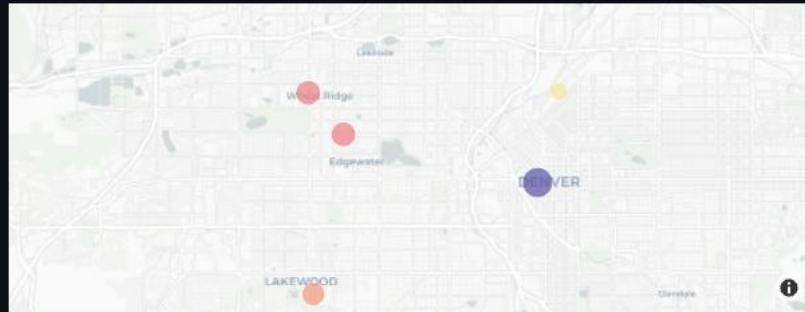 Lakeside
Wheat Ridge
Edgewater
DENVER
LAKEWOOD
Glendale